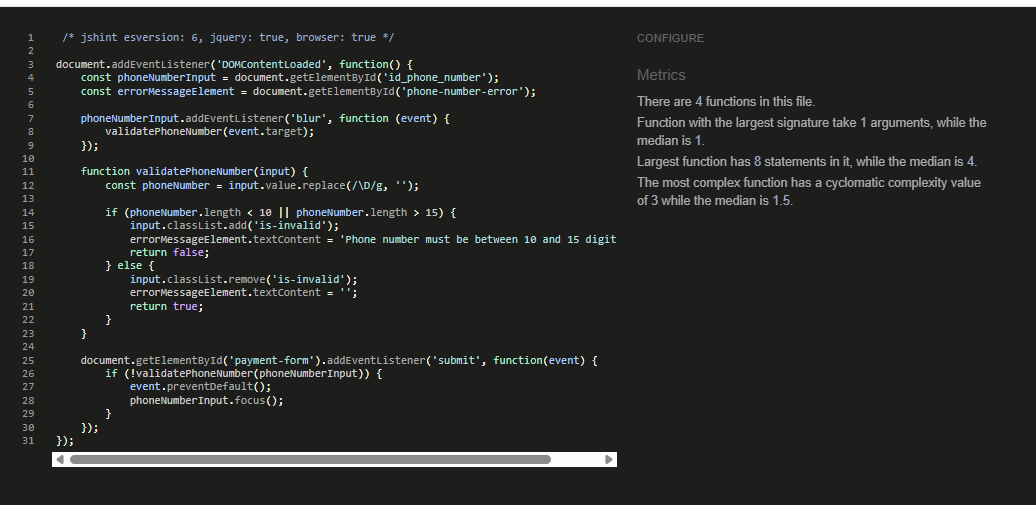 1 /* jshint esversion: 6, jquery: true, browser: true */
2
3 document.addEventListener('DOMContentLoaded', function() {
4 const phoneNumberInput = document.getElementById('id_phone_number');
5 const errorMessageElement = document.getElementById('phone-number-error');
6
7 phoneNumberInput.addEventListener('blur', function (event) {
8 validatePhoneNumber(event.target);
9 });
10
11 function validatePhoneNumber(input) {
12 const phoneNumber = input.value.replace(/\D/g, '');
13
14 if (phoneNumber.length < 10 || phoneNumber.length > 15) {
15 input.classList.add('is-invalid');
16 errorMessageElement.textContent = 'Phone number must be between 10 and 15 digit
17 return false;
18 } else {
19 input.classList.remove('is-invalid');
20 errorMessageElement.textContent = '';
21 return true;
22 }
23 }
24
25 document.getElementById('payment-form').addEventListener('submit', function(event) {
26 if (!validatePhoneNumber(phoneNumberInput)) {
27 event.preventDefault();
28 phoneNumberInput.focus();
29 }
30 });
31 });
CONFIGURE
Metrics
There are 4 functions in this file.
Function with the largest signature take 1 arguments, while the
median is 1.
Largest function has 8 statements in it, while the median is 4.
The most complex function has a cyclomatic complexity value
of 3 while the median is 1.5.